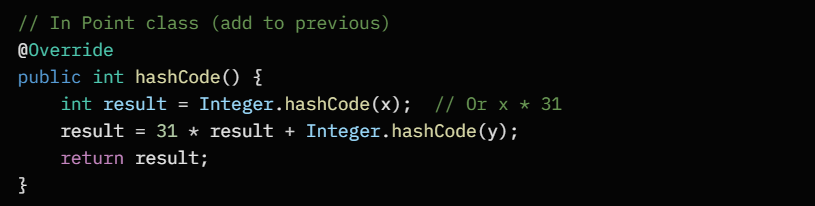 // In Point class (add to previous)
@Override
public int hashCode() {
    int result = Integer.hashCode(x);  // Or x * 31
    result = 31 * result + Integer.hashCode(y);
    return result;
}